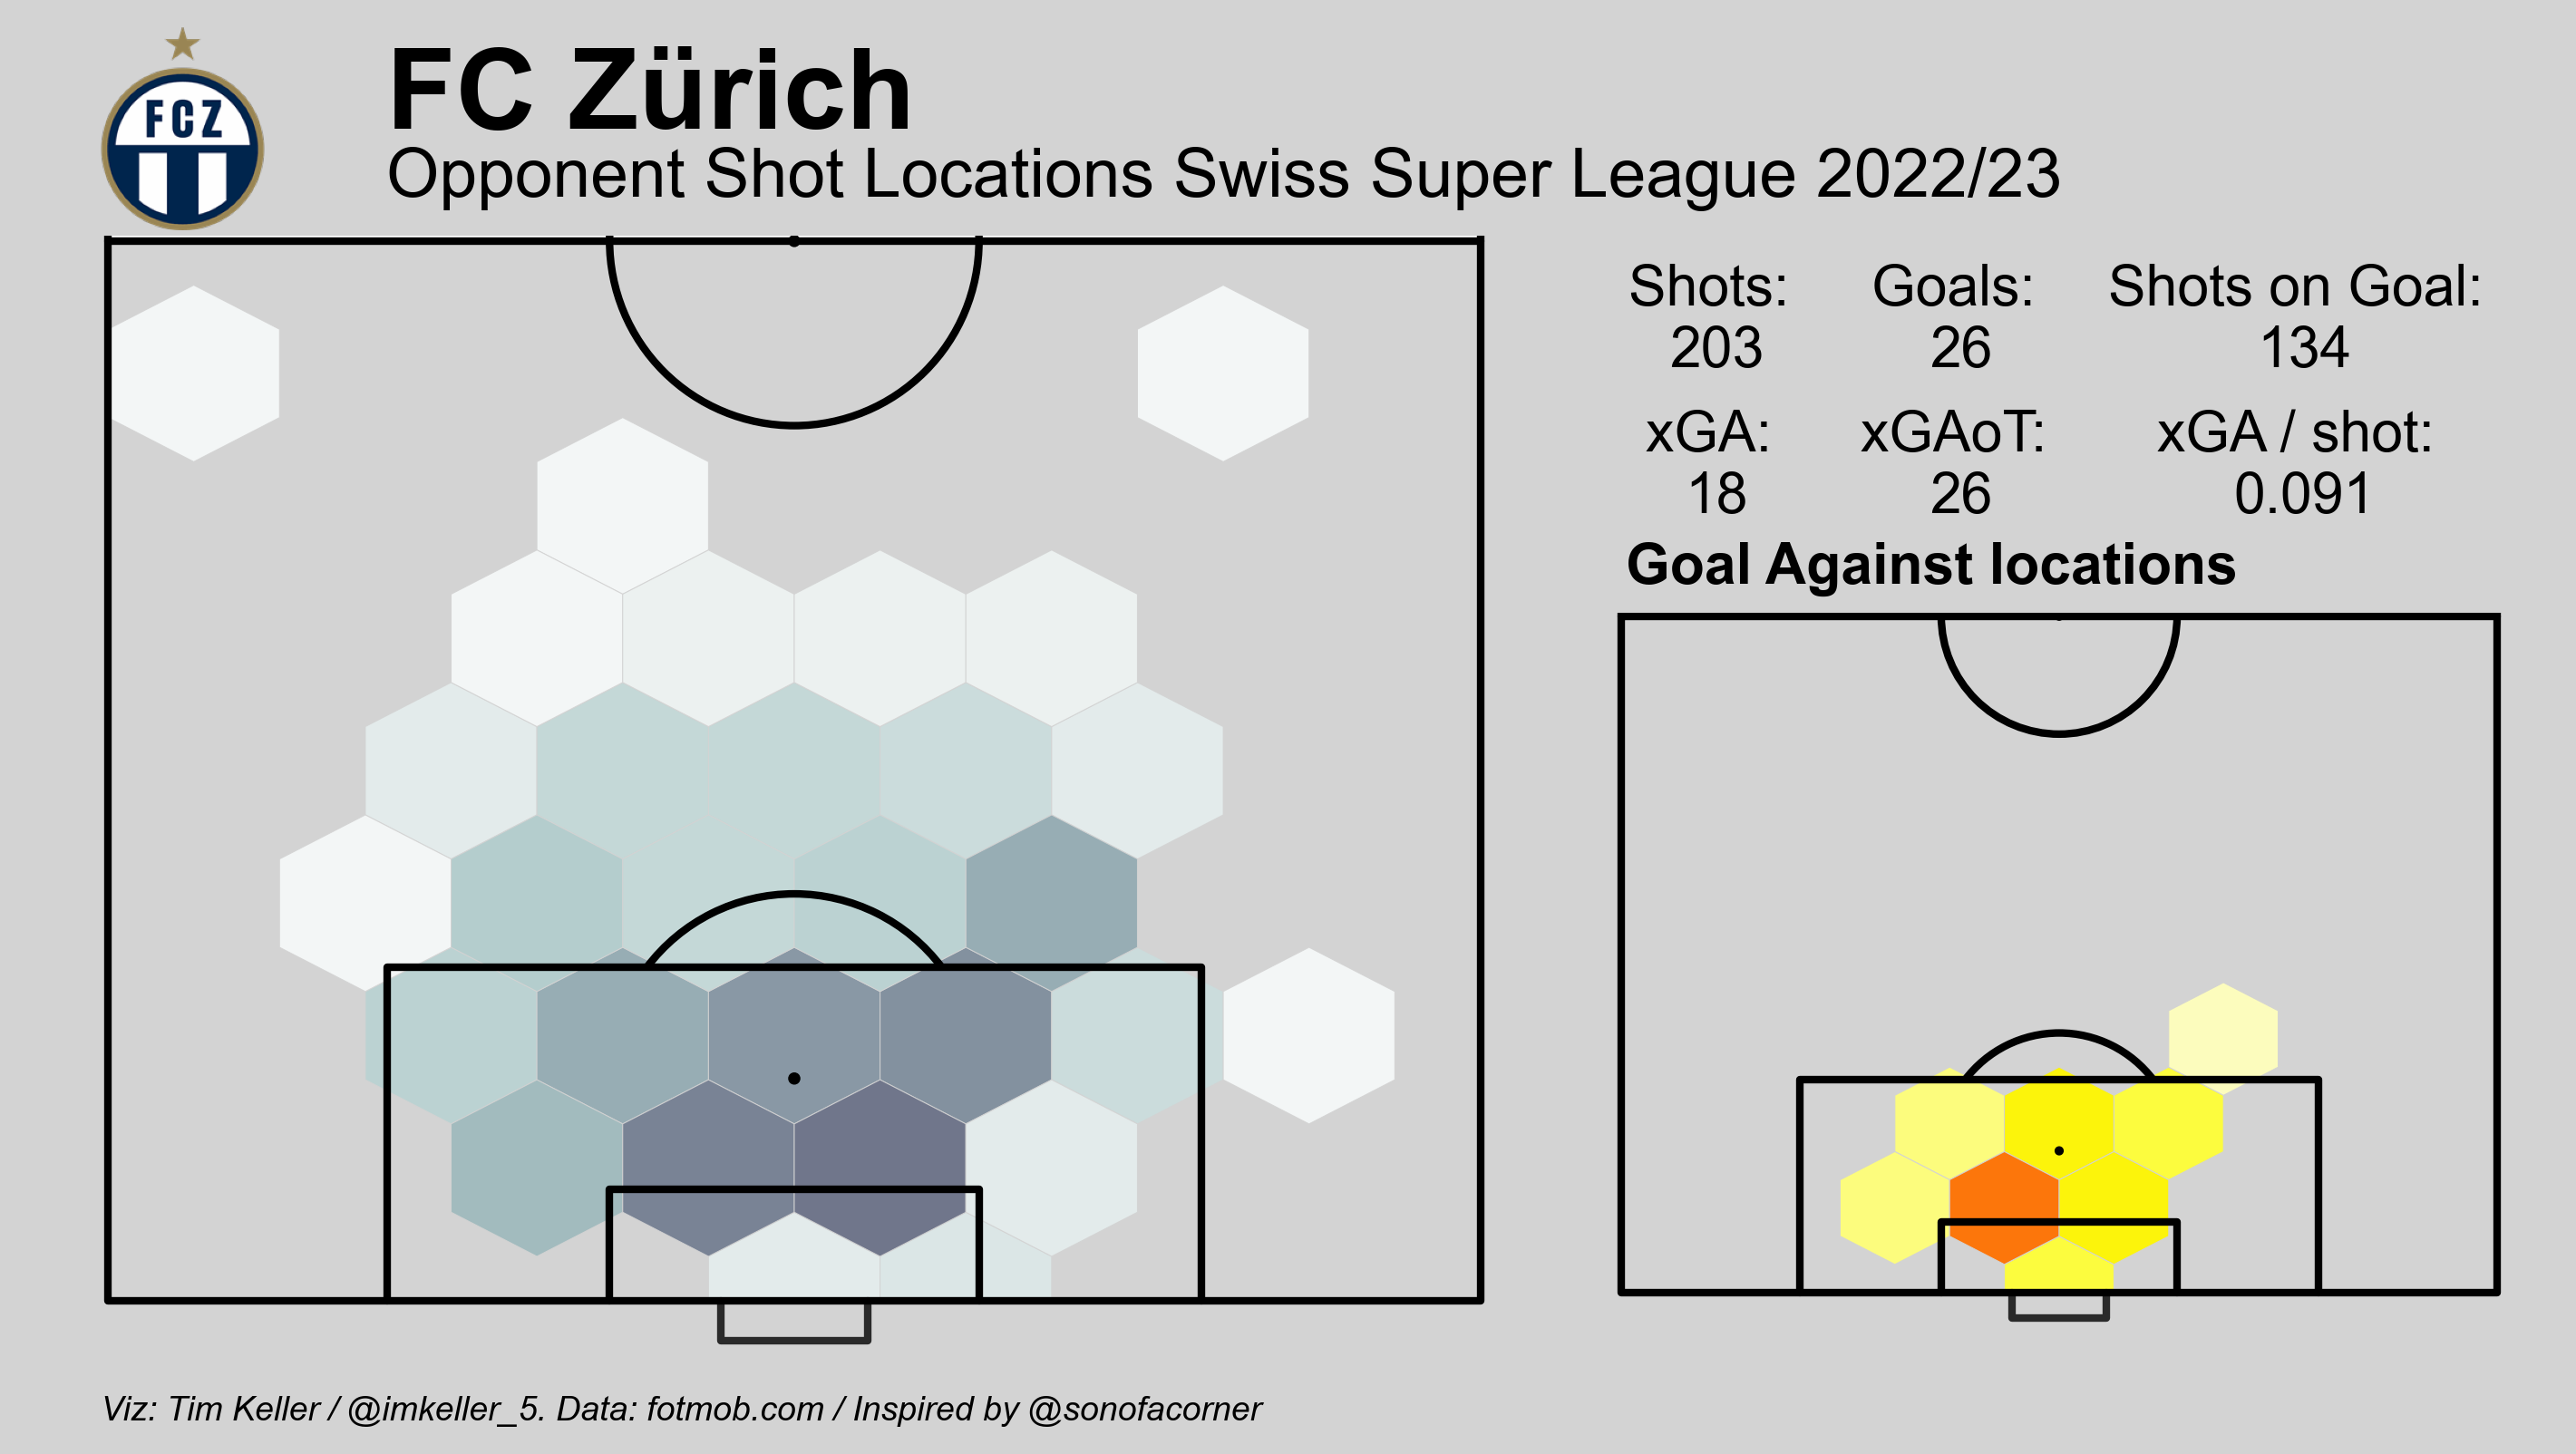 FCZ
FC Zürich
Opponent Shot Locations Swiss Super League 2022/23
Shots: Goals: Shots on Goal:
203 26 134
xGA: xGAoT: xGA / shot:
18 26 0.091
Goal Against locations
Viz: Tim Keller / @imkeller_5. Data: fotmob.com / Inspired by @sonofacorner